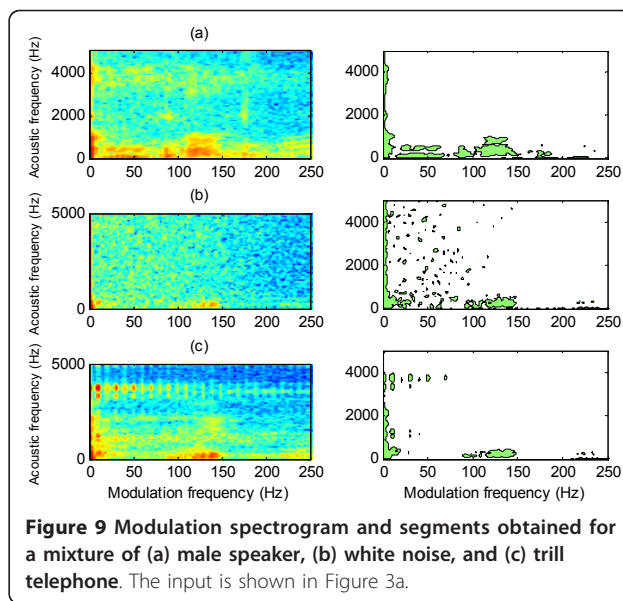 (a)
Acoustic frequency (Hz)
4000
2000
0
0 50 100 150 200 250
4000
2000
0
0 50 100 150 200 250
(b)
Acoustic frequency (Hz)
5000
0
0 50 100 150 200 250
4000
2000
0
0 50 100 150 200 250
(c)
Acoustic frequency (Hz)
5000
0
0 50 100 150 200 250
Modulation frequency (Hz)
4000
2000
0
0 50 100 150 200 250
Modulation frequency (Hz)
Figure 9 Modulation spectrogram and segments obtained for
a mixture of (a) male speaker, (b) white noise, and (c) trill
telephone. The input is shown in Figure 3a.